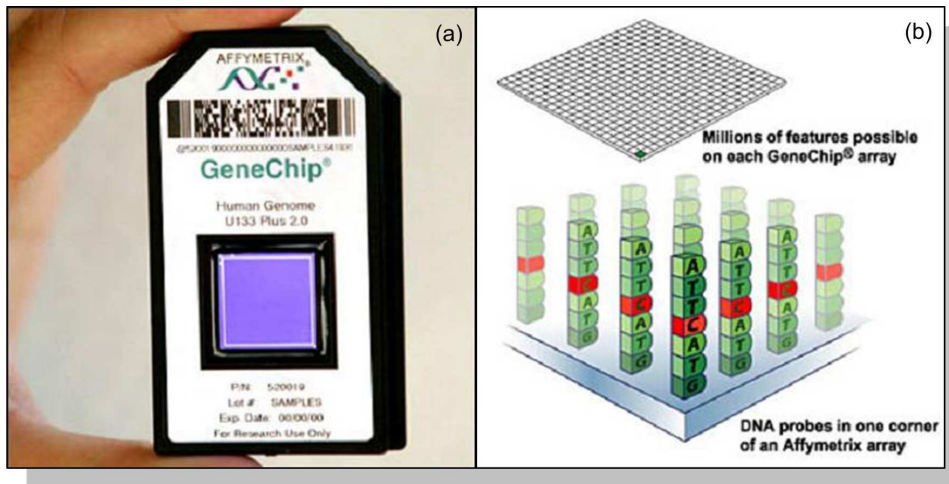 (a)
AFFYMETRIX®
GeneChip®
Human Genome
U133 Plus 2.0
P/N: 520019
Lot #: SAMPLES
Exp. Date: 00/00/00
For Research Use Only
(b)
Millions of features possible
on each GeneChip® array
A T T C A T G
A T T C A T G
A T T C A T G
A T T C A T G
A T T C A T G
DNA probes in one corner
of an Affymetrix array